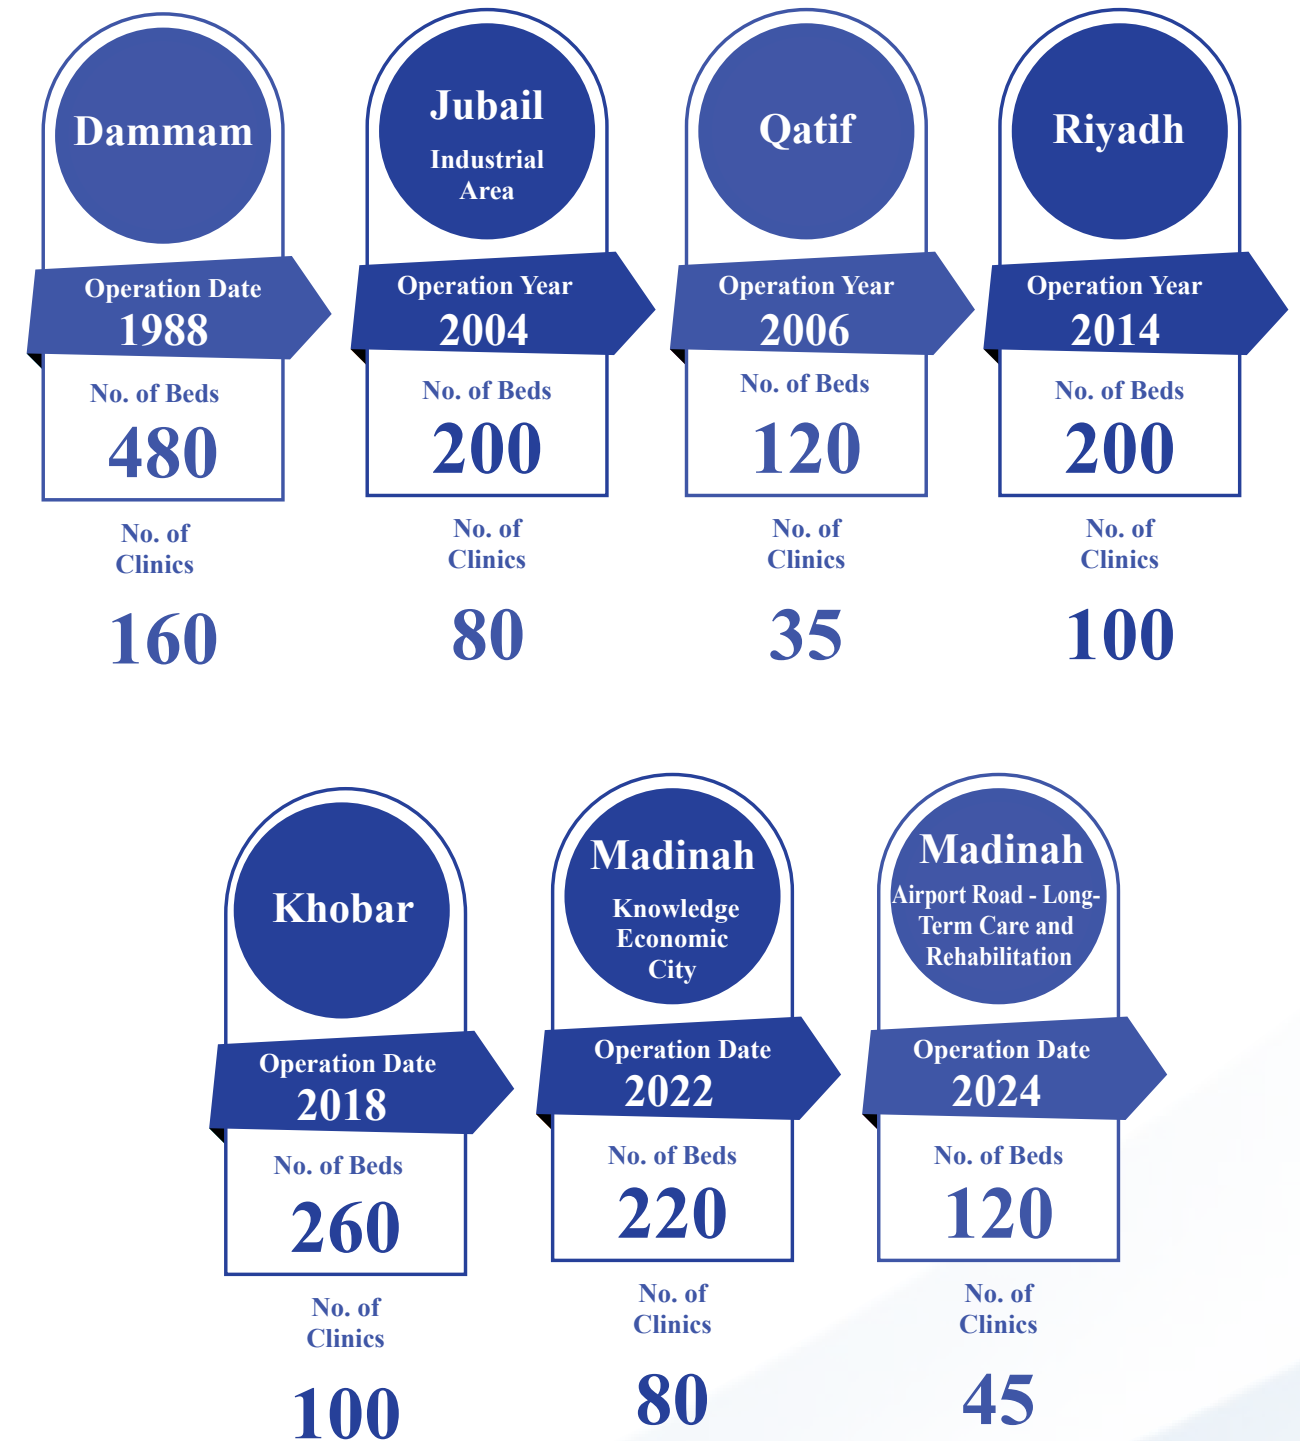 Dammam
Operation Date
1988
No. of Beds
480
No. of
Clinics
160
Jubail
Industrial
Area
Operation Year
2004
No. of Beds
200
No. of
Clinics
80
Qatif
Operation Year
2006
No. of Beds
120
No. of
Clinics
35
Riyadh
Operation Year
2014
No. of Beds
200
No. of
Clinics
100
Khobar
Operation Date
2018
No. of Beds
260
No. of
Clinics
100
Madinah
Knowledge
Economic
City
Operation Date
2022
No. of Beds
220
No. of
Clinics
80
Madinah
Airport Road - Long-
Term Care and
Rehabilitation
Operation Date
2024
No. of Beds
120
No. of
Clinics
45